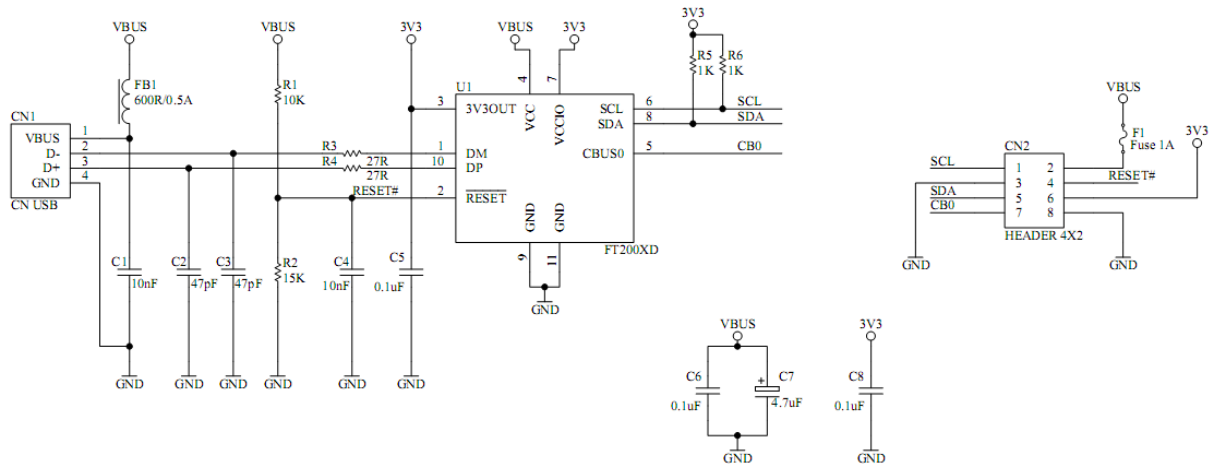 VBUS
VBUS
3V3
VBUS
3V3
3V3
FB1
600R/0.5A
R1
10K
R5
1K
R6
1K
U1
4
7
3
3V3OUT
VCC
VCCIO
SCL
6
SCL
SDA
8
SDA
CBUS0
5
CB0
CN1
VBUS
1
D-
2
D+
3
GND
4
CN USB
R3
R4
27R
27R
1
DM
10
DP
RESET#
2
RESET
GND
GND
FT200XD
9
11
GND
C1
10nF
C2
47pF
C3
47pF
R2
15K
C4
10nF
C5
0.1uF
GND
GND
GND
GND
GND
GND
VBUS
F1
Fuse 1A
3V3
CN2
SCL
1
2
3
4
RESET#
SDA
5
6
CB0
7
8
HEADER 4X2
GND
GND
VBUS
C6
0.1uF
C7
+
4.7uF
GND
3V3
C8
0.1uF
GND